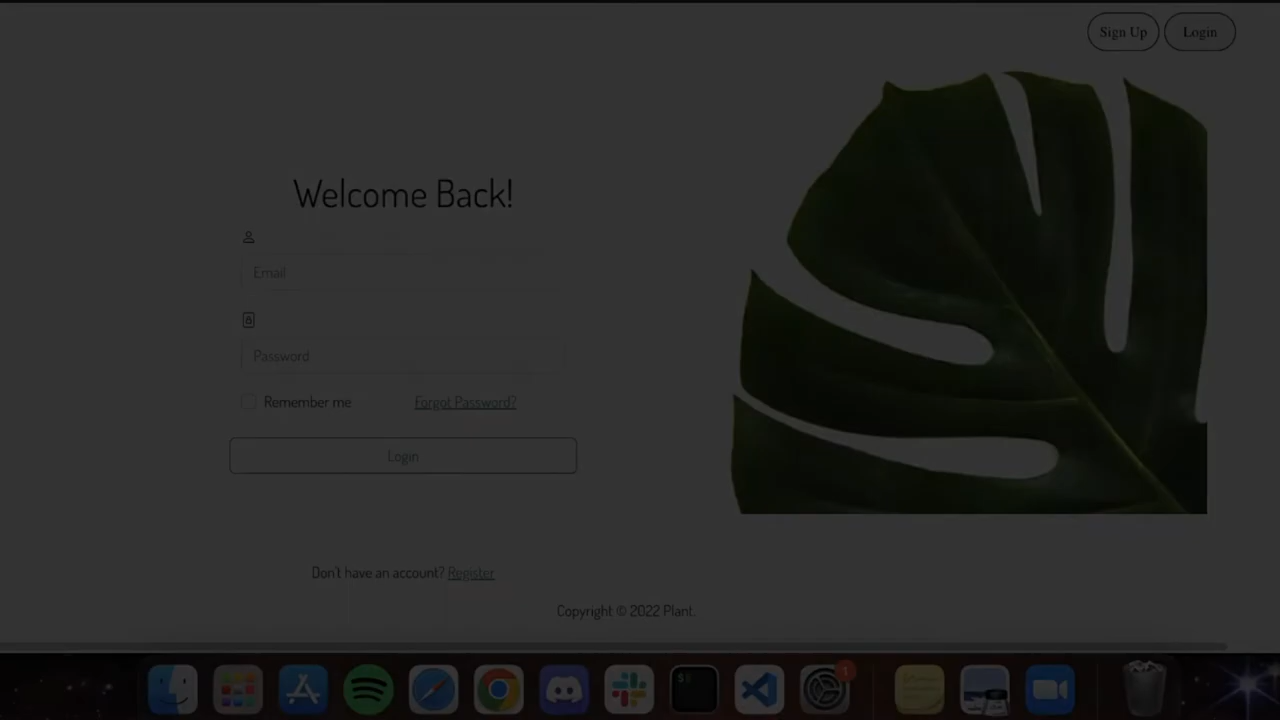 Sign Up Login
Welcome Back!
Email
Password
Remember me Forgot Password?
Login
Don't have an account? Register
Copyright © 2022 Plant.
$
1